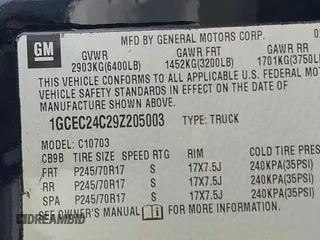 GM
MFD BY GENERAL MOTORS CORP.
GVWR GAWR FRT GAWR RR
2903KG(6400LB) 1452KG(3200LB) 1701KG(3750LB
THIS VEHICLE CONFORMS TO ALL APPLICABLE U.S. FEDERAL MOTOR
VEHICLE SAFETY STANDARDS IN EFFECT ON THE DATE OF
MANUFACTURE SHOWN ABOVE.
1GCEC24C29Z205003 TYPE: TRUCK
MODEL: C10703
CB9B TIRE SIZE SPEED RTG RIM COLD TIRE PRES
FRT P245/70R17 S 17X7.5J 240KPA(35PSI)
RR P245/70R17 S 17X7.5J 240KPA(35PSI)
SPA P245/70R17 S 17X7.5J 240KPA(35PSI)
SEE OWNER'S MANUAL FOR MORE INFORMATION
DREAMBID